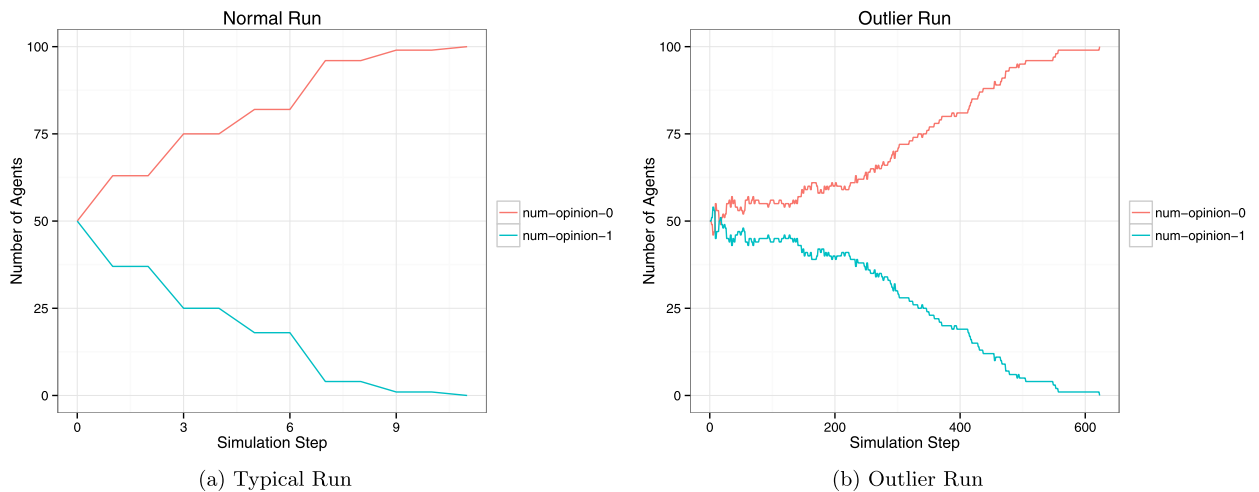 Normal Run
Number of Agents
100
75
50
25
0
0 3 6 9
Simulation Step
num-opinion-0
num-opinion-1
(a) Typical Run
Outlier Run
Number of Agents
100
75
50
25
0
0 200 400 600
Simulation Step
num-opinion-0
num-opinion-1
(b) Outlier Run